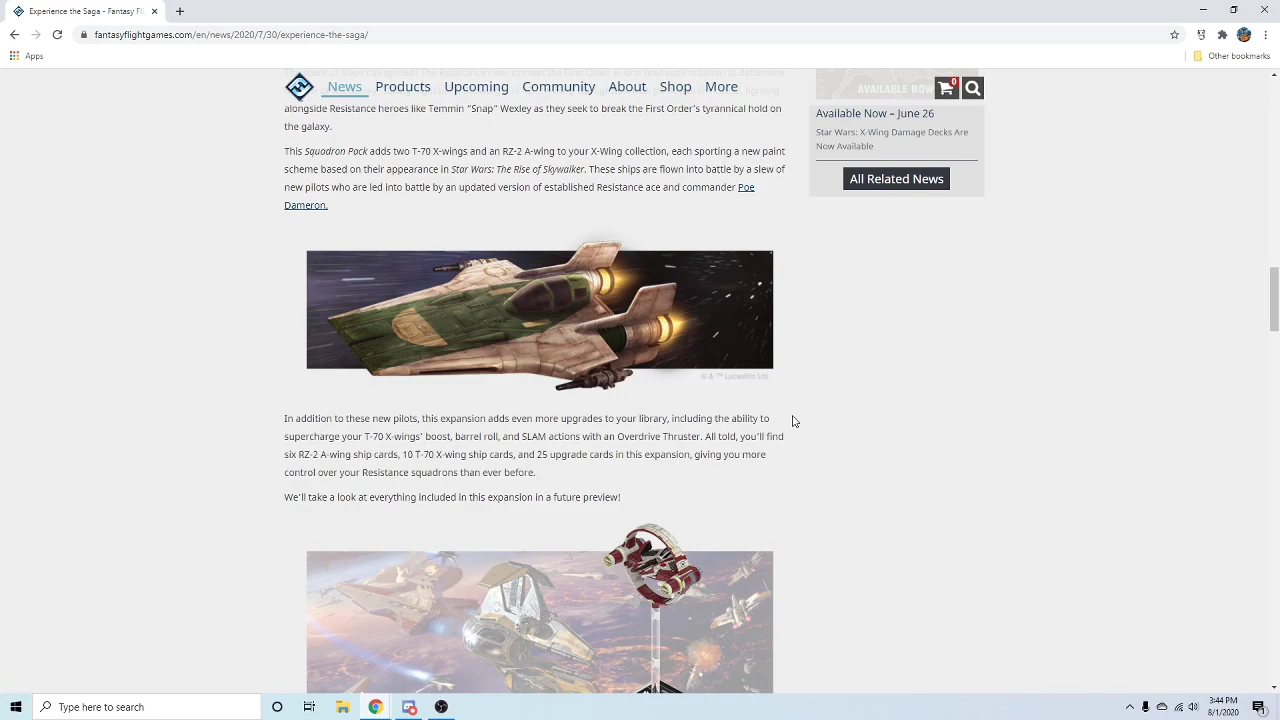 Experience the Saga - Fantasy Fli
fantasyflightgames.com/en/news/2020/7/30/experience-the-saga/
Apps
Other bookmarks
News
Products
Upcoming
Community
About
Shop
More
0
AVAILABLE NOW
alongside Resistance heroes like Temmin “Snap” Wexley as they seek to break the First Order’s tyrannical hold on
the galaxy.
Available Now – June 26
Star Wars: X-Wing Damage Decks Are
Now Available
All Related News
This Squadron Pack adds two T-70 X-wings and an RZ-2 A-wing to your X-Wing collection, each sporting a new paint
scheme based on their appearance in Star Wars: The Rise of Skywalker. These ships are flown into battle by a slew of
new pilots who are led into battle by an updated version of established Resistance ace and commander Poe
Dameron.
© & ™ Lucasfilm Ltd.
In addition to these new pilots, this expansion adds even more upgrades to your library, including the ability to
supercharge your T-70 X-wings’ boost, barrel roll, and SLAM actions with an Overdrive Thruster. All told, you’ll find
six RZ-2 A-wing ship cards, 10 T-70 X-wing ship cards, and 25 upgrade cards in this expansion, giving you more
control over your Resistance squadrons than ever before.
We’ll take a look at everything included in this expansion in a future preview!
Type here to search
3:44 PM
8/1/2020
1